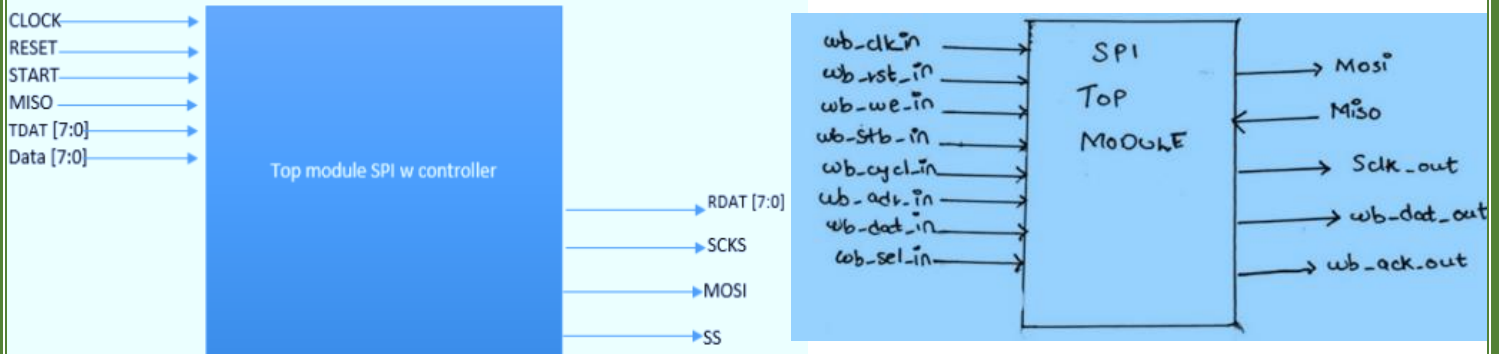 CLOCK
RESET
START
MISO
TDAT [7:0]
Data [7:0]
Top module SPI w controller
RDAT [7:0]
SCKS
MOSI
SS
wb_clkin
wb_rst_in
wb_we_in
wb_stb_in
wb_cycl_in
wb_adr_in
wb_dat_in
wb_sel_in
SPI
TOP
MODULE
Mosi
Miso
Sclk_out
wb_dat_out
wb_ack_out